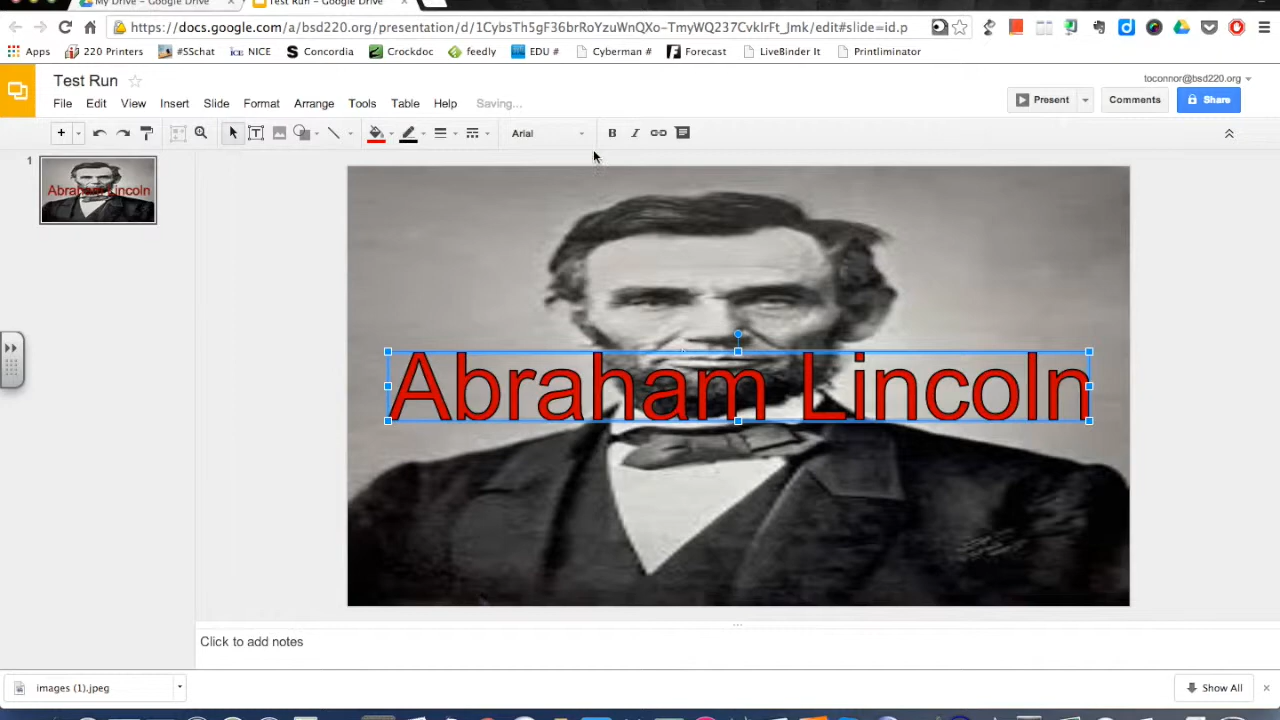 My Drive - Google Drive
Test Run - Google Drive
https://docs.google.com/a/bsd220.org/presentation/d/1CybsTh5gF36brRoYzuWnQXo-TmyWQ237CvkIrFt_Jmk/edit#slide=id.p
Apps 220 Printers #SSchat NICE Concordia Crockdoc feedly EDU # Cyberman # Forecast LiveBinder It Printliminator
Test Run
toconnor@bsd220.org
File Edit View Insert Slide Format Arrange Tools Table Help Saving...
Present Comments Share
Arial B I
1
Abraham Lincoln
Abraham Lincoln
Click to add notes
images (1).jpeg
Show All